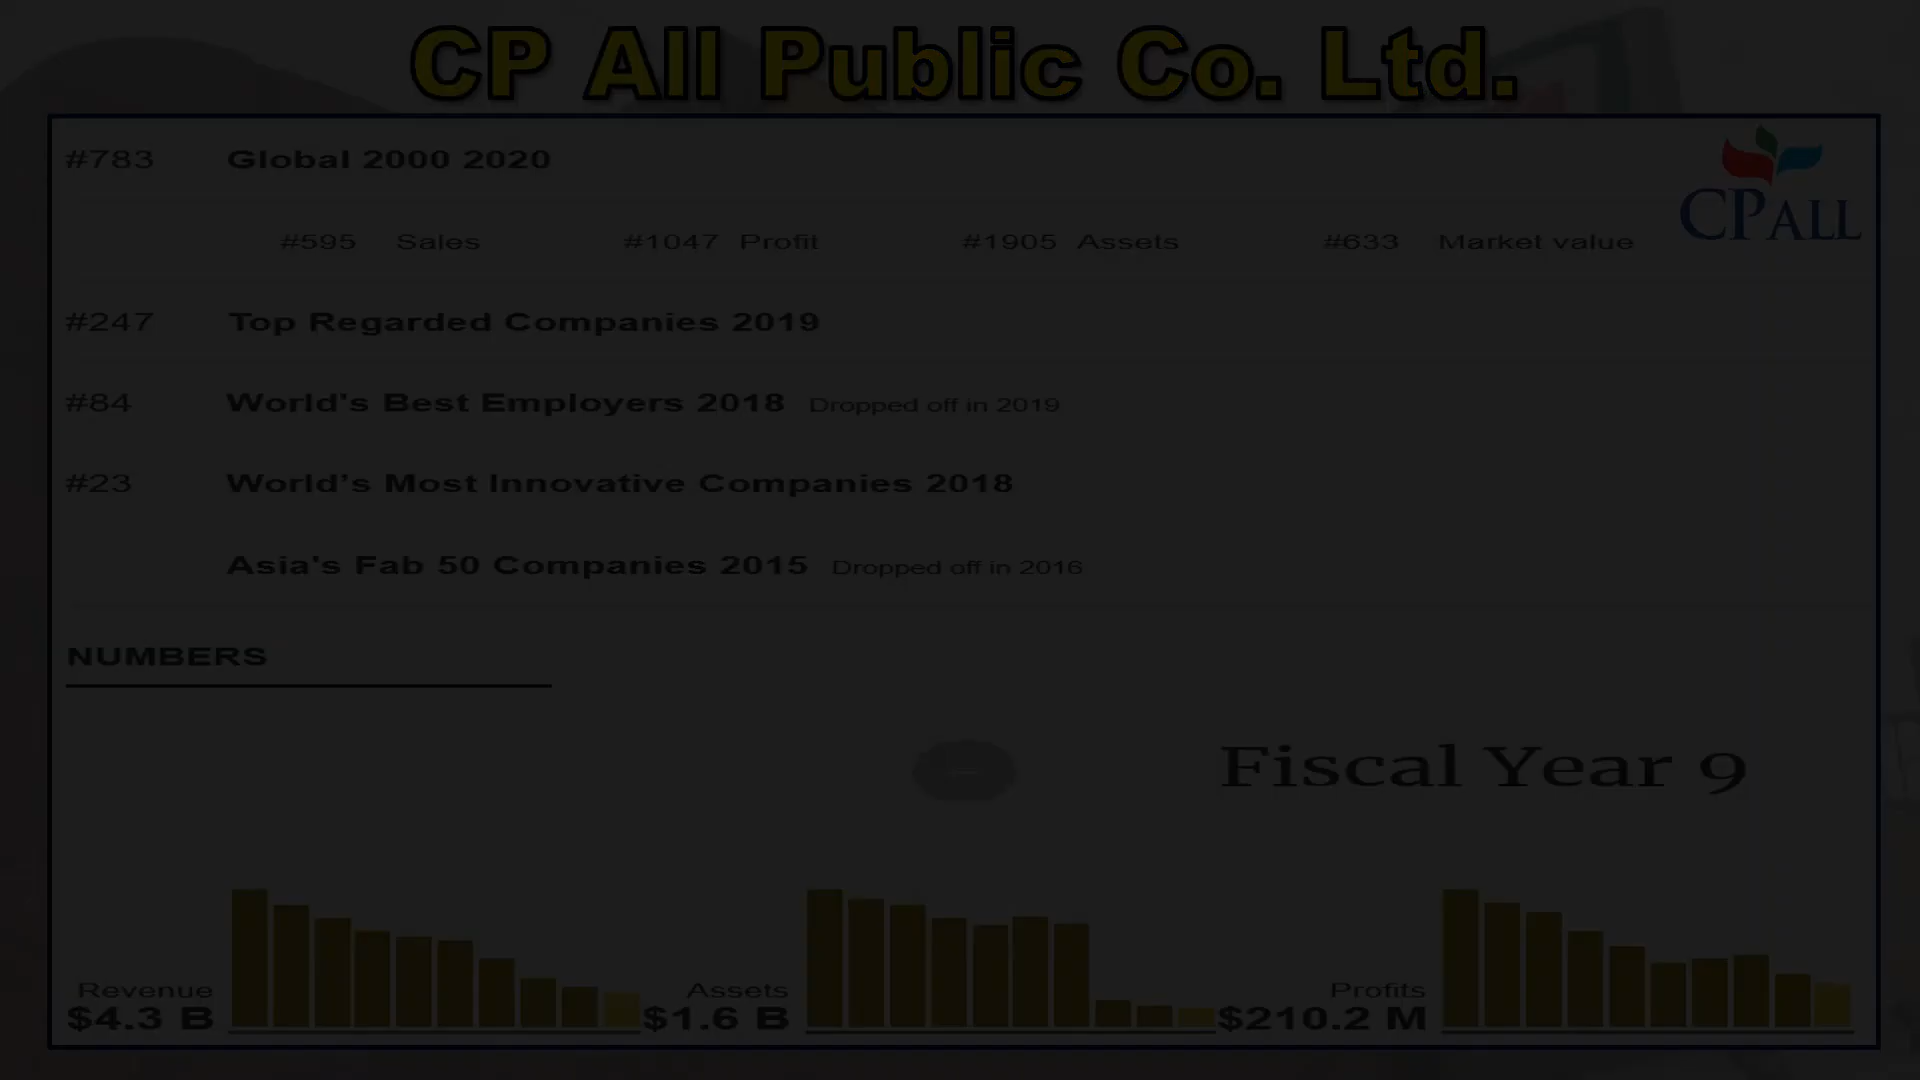 CP All Public Co. Ltd.
#783 Global 2000 2020
CP ALL
#595 Sales #1047 Profit #1905 Assets #633 Market value
#247 Top Regarded Companies 2019
#84 World's Best Employers 2018 Dropped off in 2019
#23 World’s Most Innovative Companies 2018
Asia's Fab 50 Companies 2015 Dropped off in 2016
NUMBERS
Fiscal Year 9
Revenue
$4.3 B
Assets
$1.6 B
Profits
$210.2 M